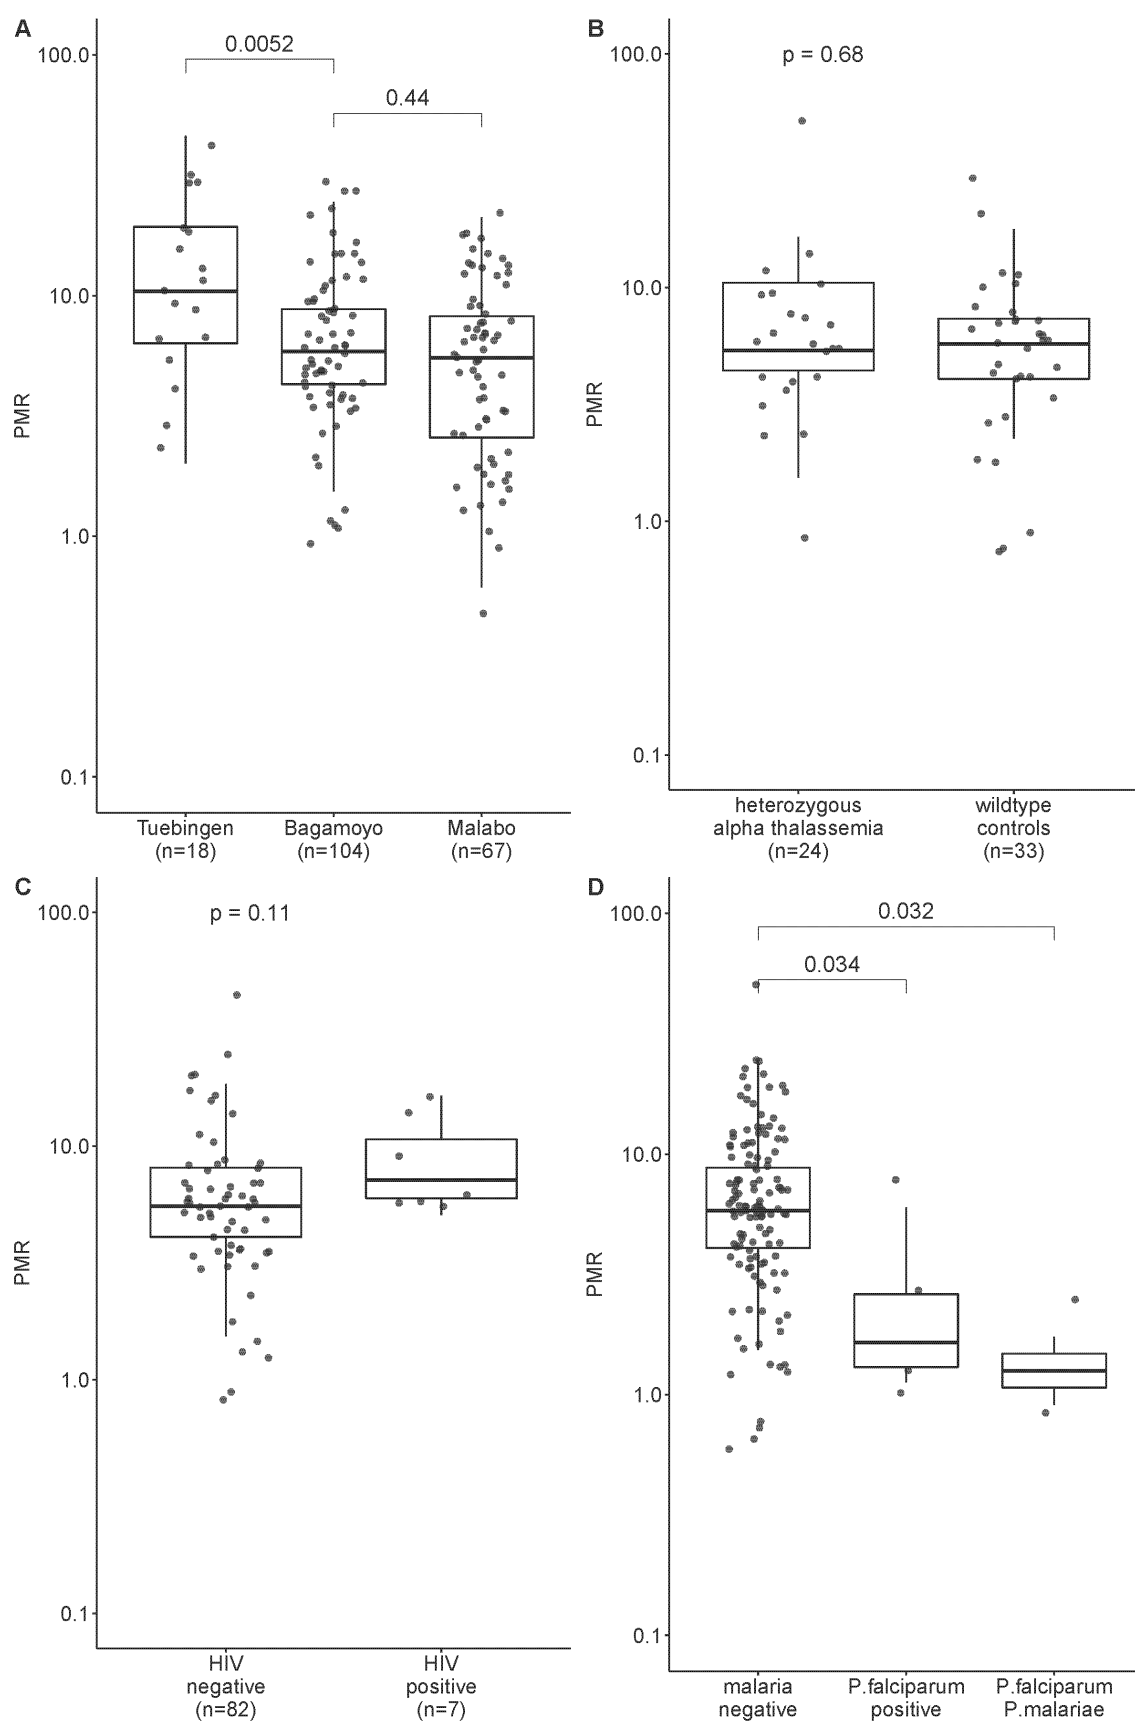 A
100.0
10.0
1.0
0.1
PMR
0.0052
0.44
Tuebingen
(n=18)
Bagamoyo
(n=104)
Malabo
(n=67)
B
100.0
10.0
1.0
0.1
PMR
p = 0.68
heterozygous
alpha thalassemia
(n=24)
wildtype
controls
(n=33)
C
100.0
10.0
1.0
0.1
PMR
p = 0.11
HIV
negative
(n=82)
HIV
positive
(n=7)
D
100.0
10.0
1.0
0.1
PMR
0.032
0.034
malaria
negative
P.falciparum
positive
P.falciparum
P.malariae